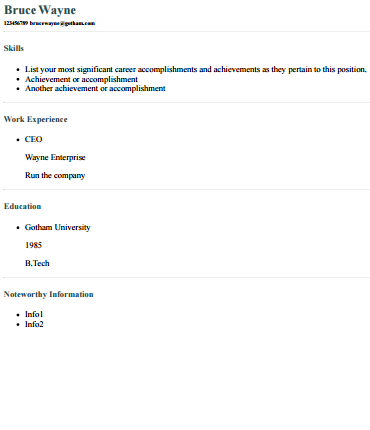 Bruce Wayne
123456789 brucewayne@gotham.com
Skills
List your most significant career accomplishments and achievements as they pertain to this position.
Achievement or accomplishment
Another achievement or accomplishment
Work Experience
CEO
Wayne Enterprise
Run the company
Education
Gotham University
1985
B.Tech
Noteworthy Information
Info1
Info2